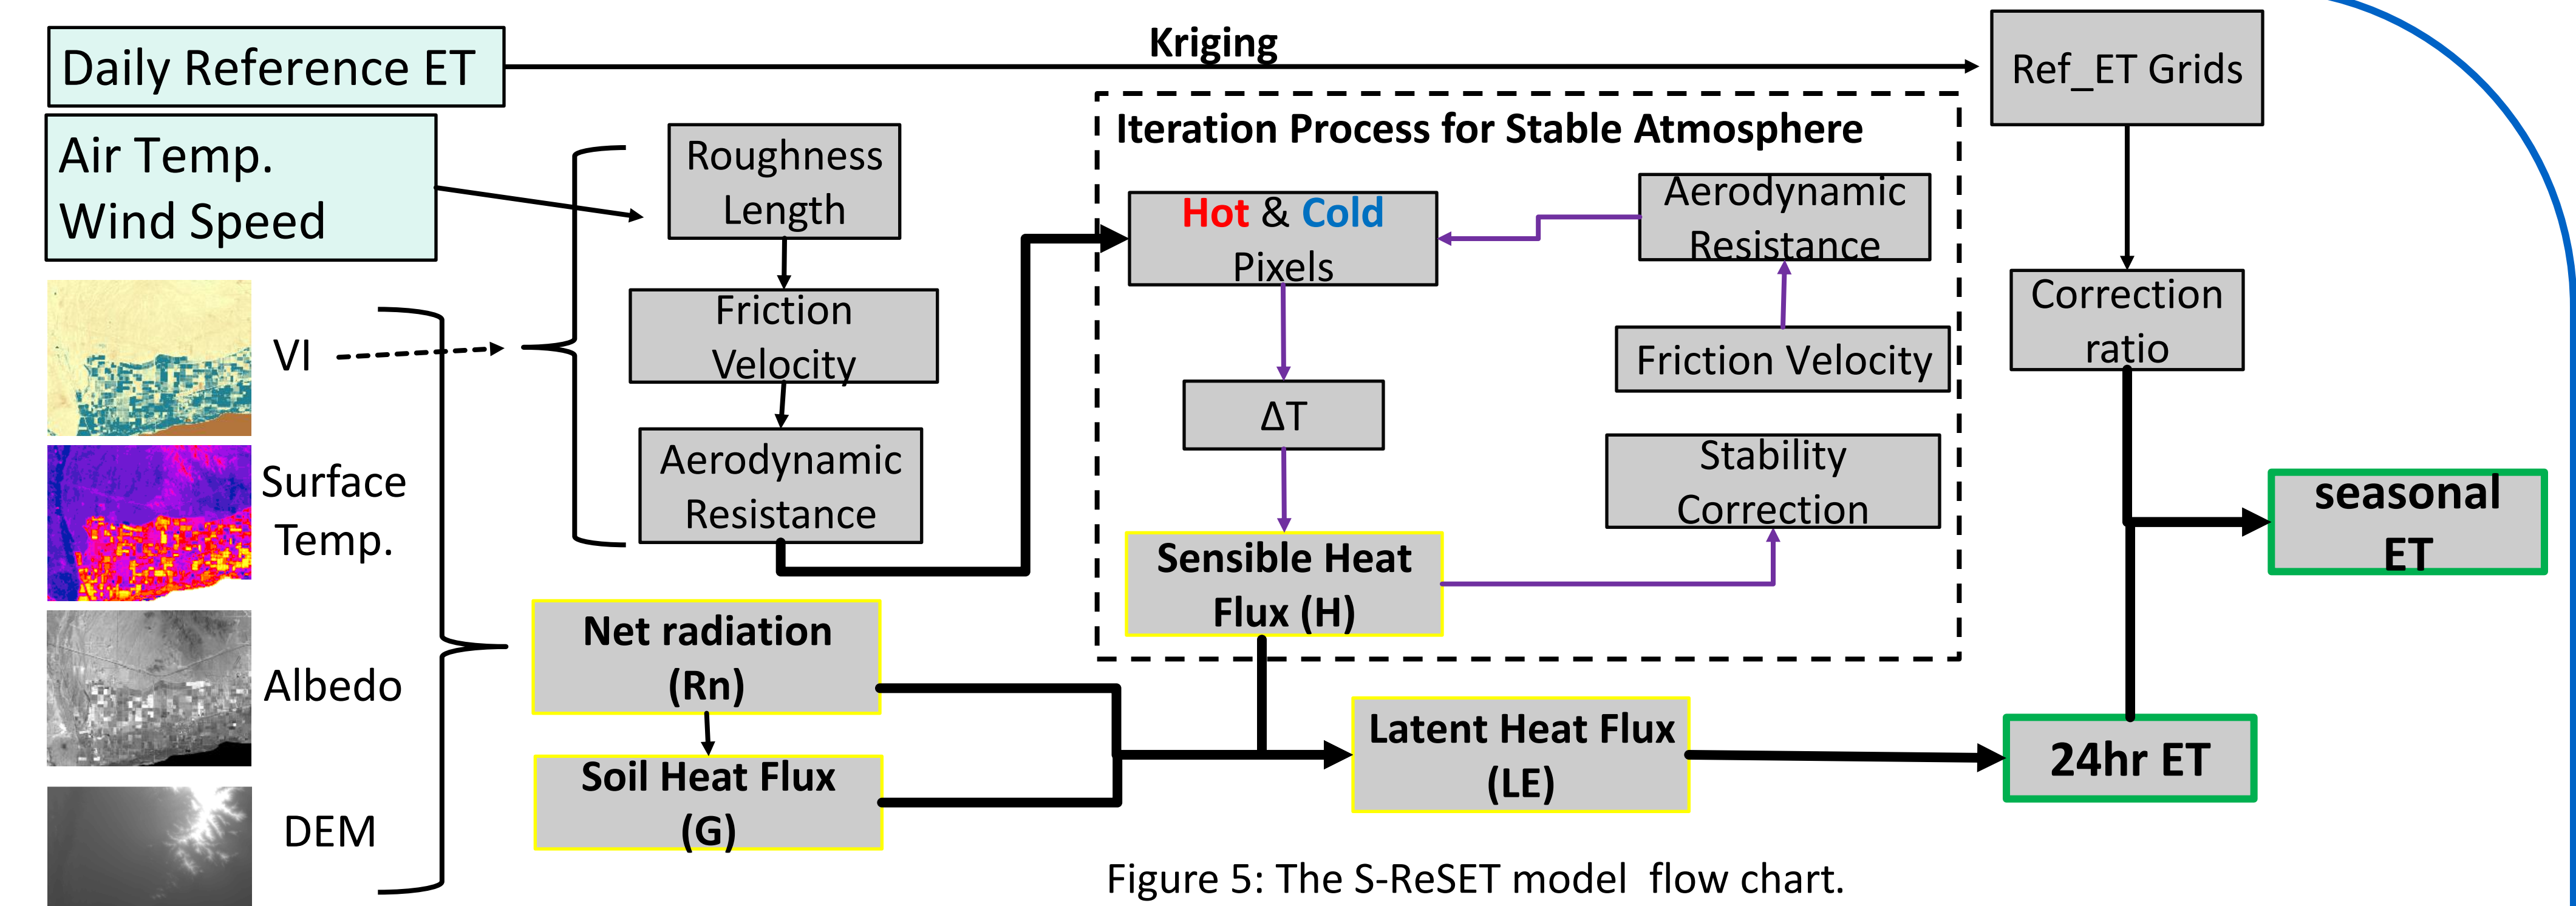 Daily Reference ET
Kriging
Ref_ET Grids
Air Temp.
Wind Speed
Roughness
Length
Friction
Velocity
Aerodynamic
Resistance
Iteration Process for Stable Atmosphere
Hot & Cold
Pixels
ΔT
Sensible Heat
Flux (H)
Aerodynamic
Resistance
Friction Velocity
Stability
Correction
Correction
ratio
seasonal
ET
VI
Surface
Temp.
Albedo
DEM
Net radiation
(Rn)
Soil Heat Flux
(G)
Latent Heat Flux
(LE)
24hr ET
Figure 5: The S-ReSET model  flow chart.